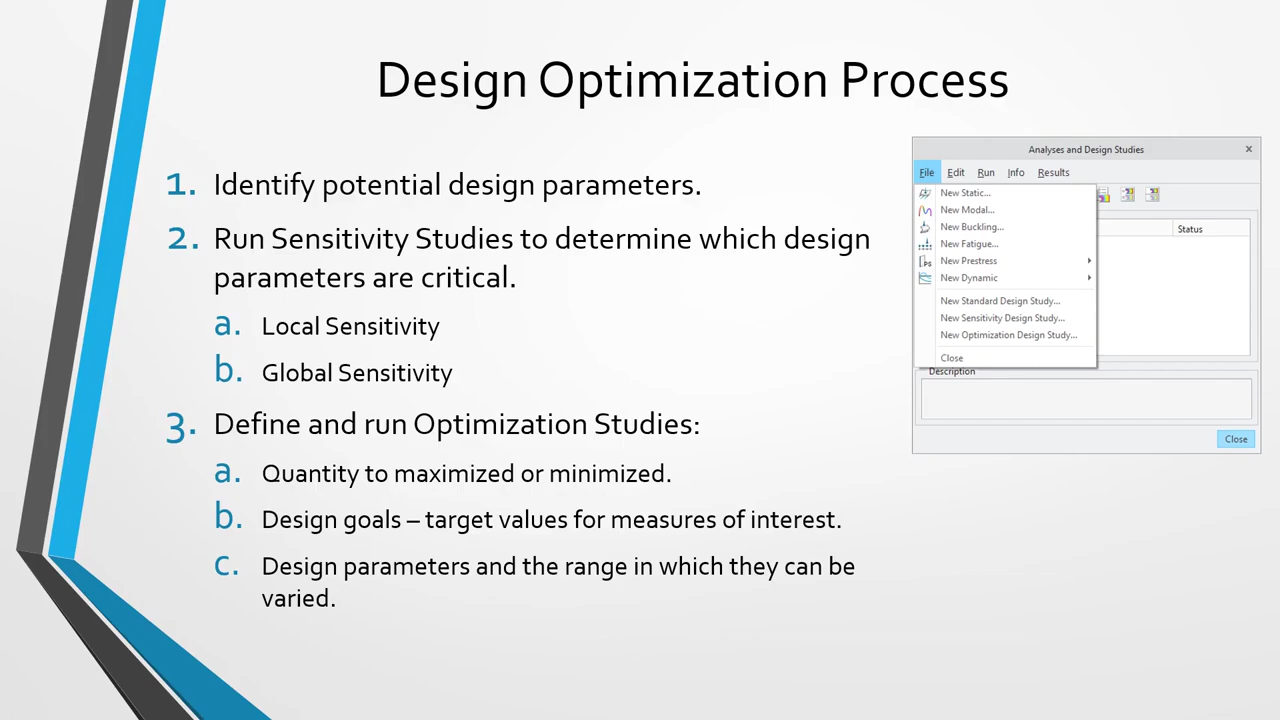 Design Optimization Process
1. Identify potential design parameters.
2. Run Sensitivity Studies to determine which design
parameters are critical.
a. Local Sensitivity
b. Global Sensitivity
3. Define and run Optimization Studies:
a. Quantity to maximized or minimized.
b. Design goals – target values for measures of interest.
c. Design parameters and the range in which they can be
varied.
Analyses and Design Studies ×
File Edit Run Info Results
New Static...
New Modal...
New Buckling...
New Fatigue...
New Prestress
New Dynamic
New Standard Design Study...
New Sensitivity Design Study...
New Optimization Design Study...
Close
Status
Description
Close